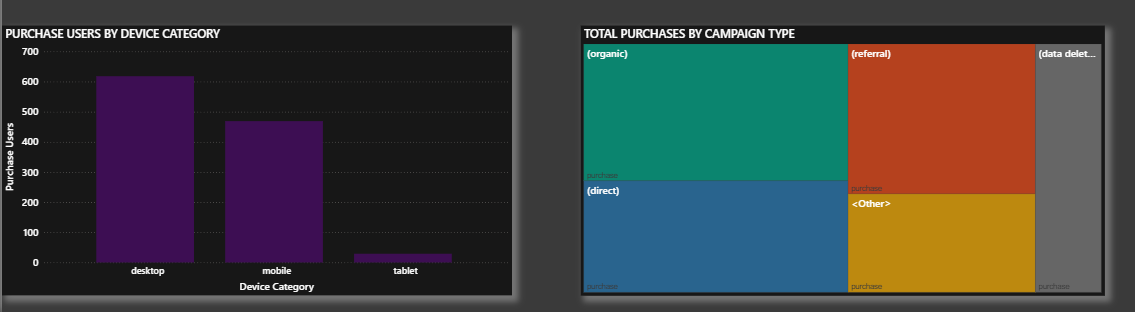 PURCHASE USERS BY DEVICE CATEGORY
700
600
500
400
300
200
100
0
Purchase Users
desktop mobile tablet
Device Category
TOTAL PURCHASES BY CAMPAIGN TYPE
(organic)
purchase
(direct)
purchase
(referral)
purchase
<Other>
purchase
(data delet...
purchase